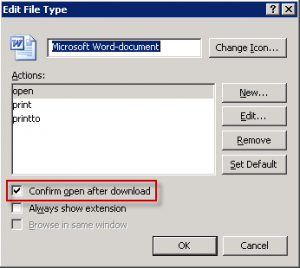 Edit File Type
Microsoft Word-document
Change Icon...
Actions:
open
print
printto
New...
Edit...
Remove
Set Default
Confirm open after download
Always show extension
Browse in same window
OK
Cancel